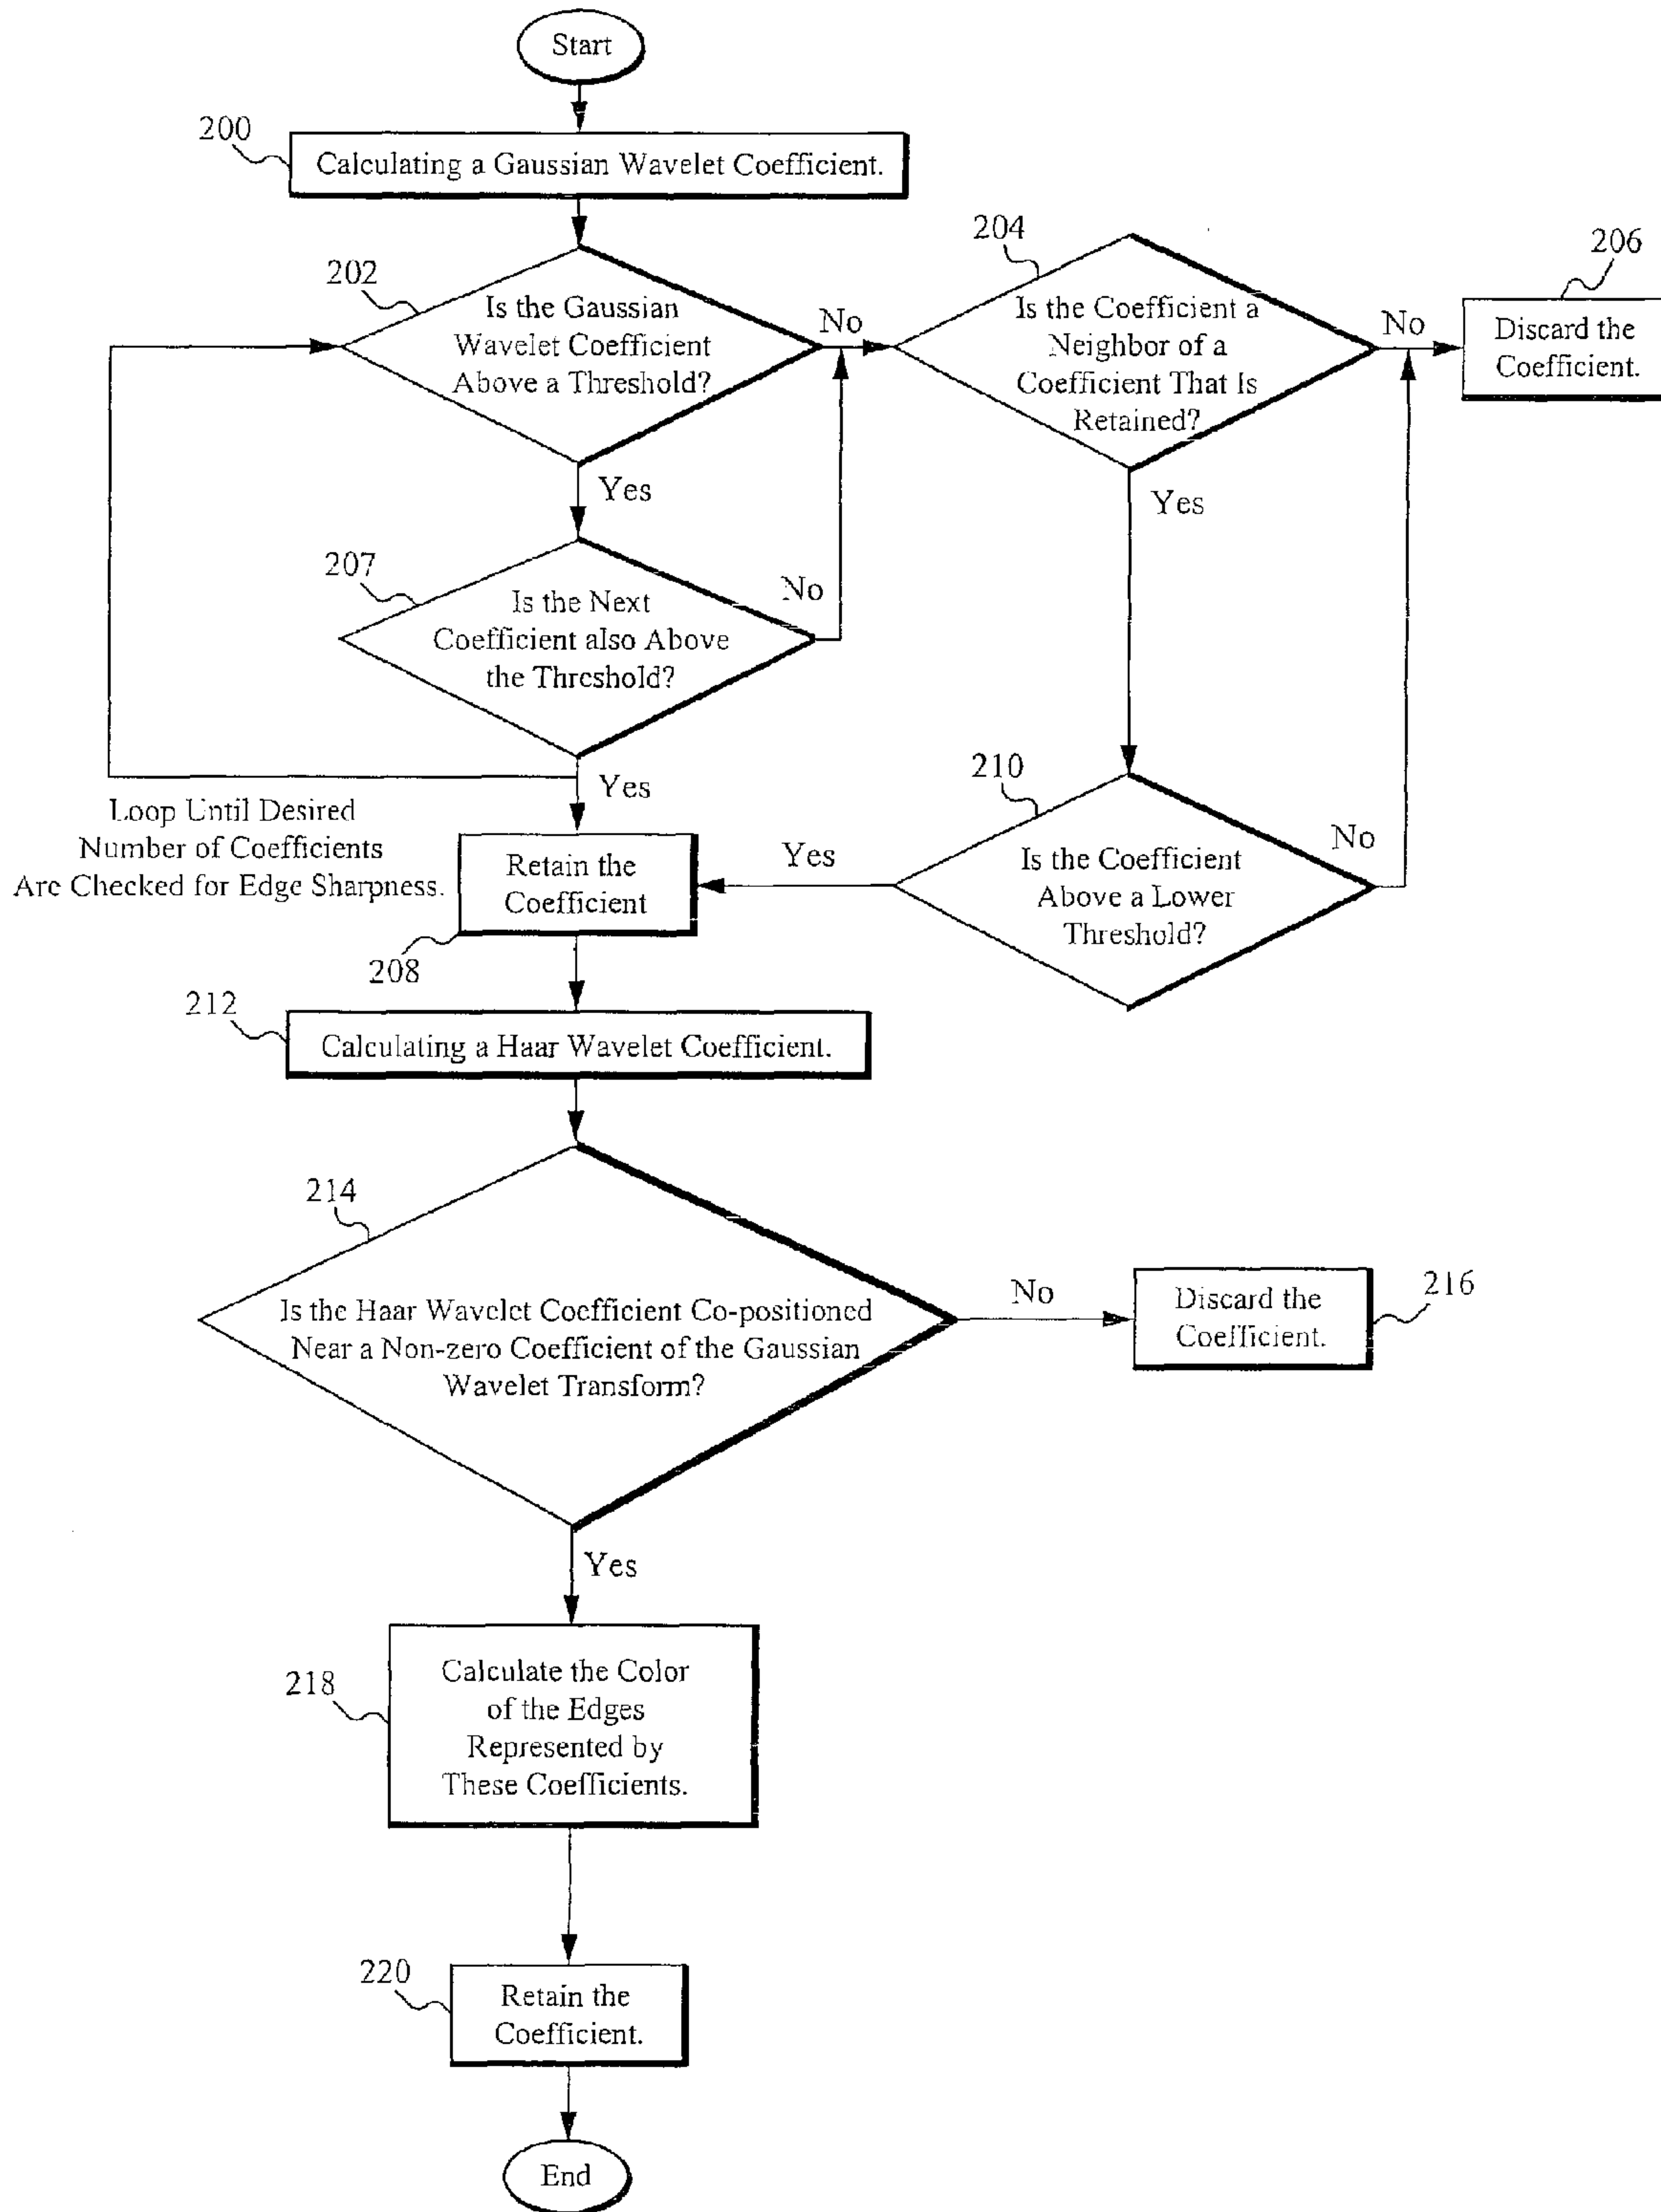 Start
200
Calculating a Gaussian Wavelet Coefficient.
202
Is the Gaussian
Wavelet Coefficient
Above a Threshold?
No
204
Is the Coefficient a
Neighbor of a
Coefficient That Is
Retained?
No
206
Discard the
Coefficient.
Yes
Yes
207
Is the Next
Coefficient also Above
the Threshold?
No
Yes
Loop Until Desired
Number of Coefficients
Are Checked for Edge Sharpness.
Retain the
Coefficient
208
Yes
210
Is the Coefficient
Above a Lower
Threshold?
No
212
Calculating a Haar Wavelet Coefficient.
214
Is the Haar Wavelet Coefficient Co-positioned
Near a Non-zero Coefficient of the Gaussian
Wavelet Transform?
No
Discard the
Coefficient.
216
Yes
218
Calculate the Color
of the Edges
Represented by
These Coefficients.
220
Retain the
Coefficient.
End